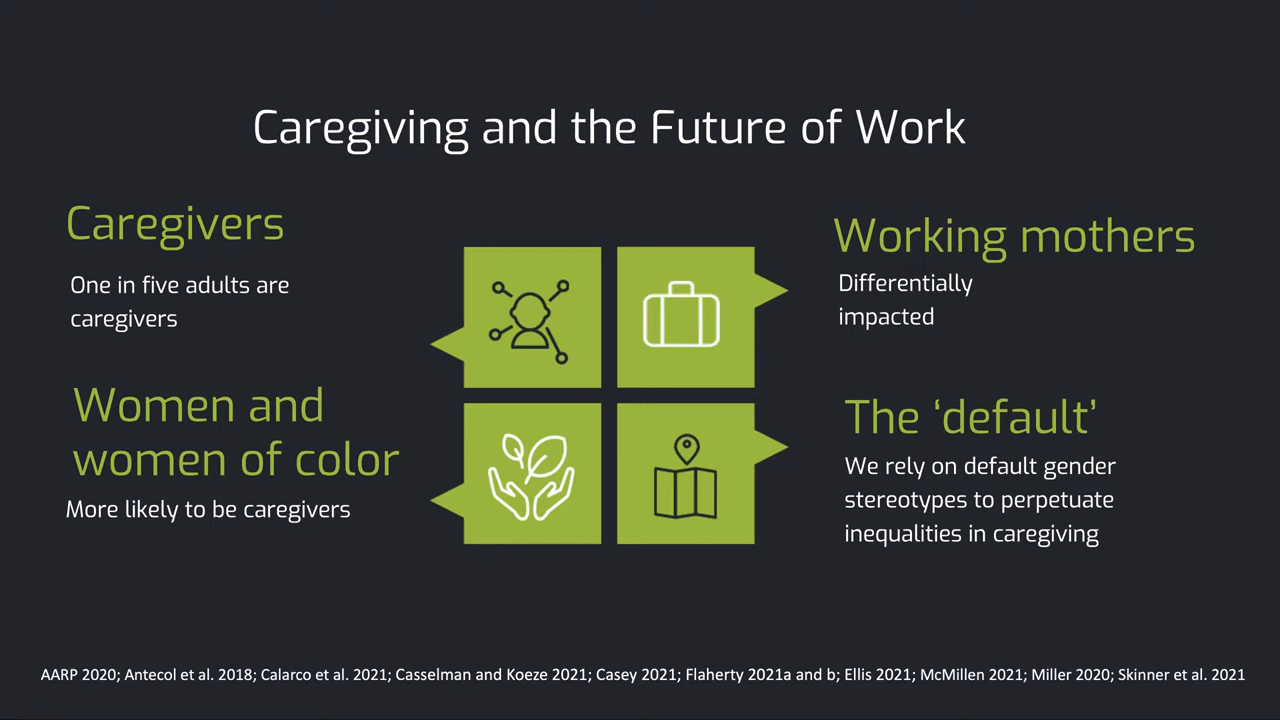 Caregiving and the Future of Work
Caregivers
One in five adults are
caregivers
Women and
women of color
More likely to be caregivers
Working mothers
Differentially
impacted
The ‘default’
We rely on default gender
stereotypes to perpetuate
inequalities in caregiving
AARP 2020; Antecol et al. 2018; Calarco et al. 2021; Casselman and Koeze 2021; Casey 2021; Flaherty 2021a and b; Ellis 2021; McMillen 2021; Miller 2020; Skinner et al. 2021